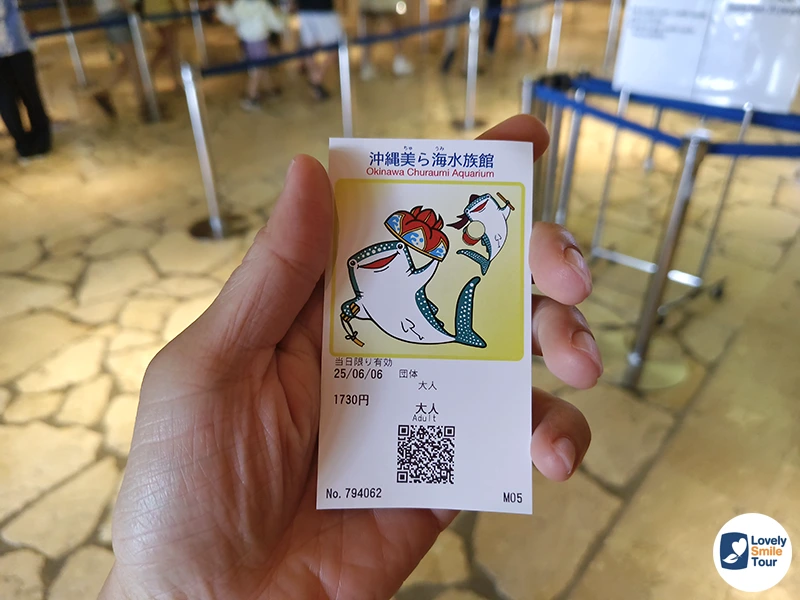 ちゅ うみ
沖縄美ら海水族館
Okinawa Churaumi Aquarium
当日限り有効
25/06/06 団体
大人
1730円
大人
Adult
No. 794062 M05
Lovely
Smile
Tour